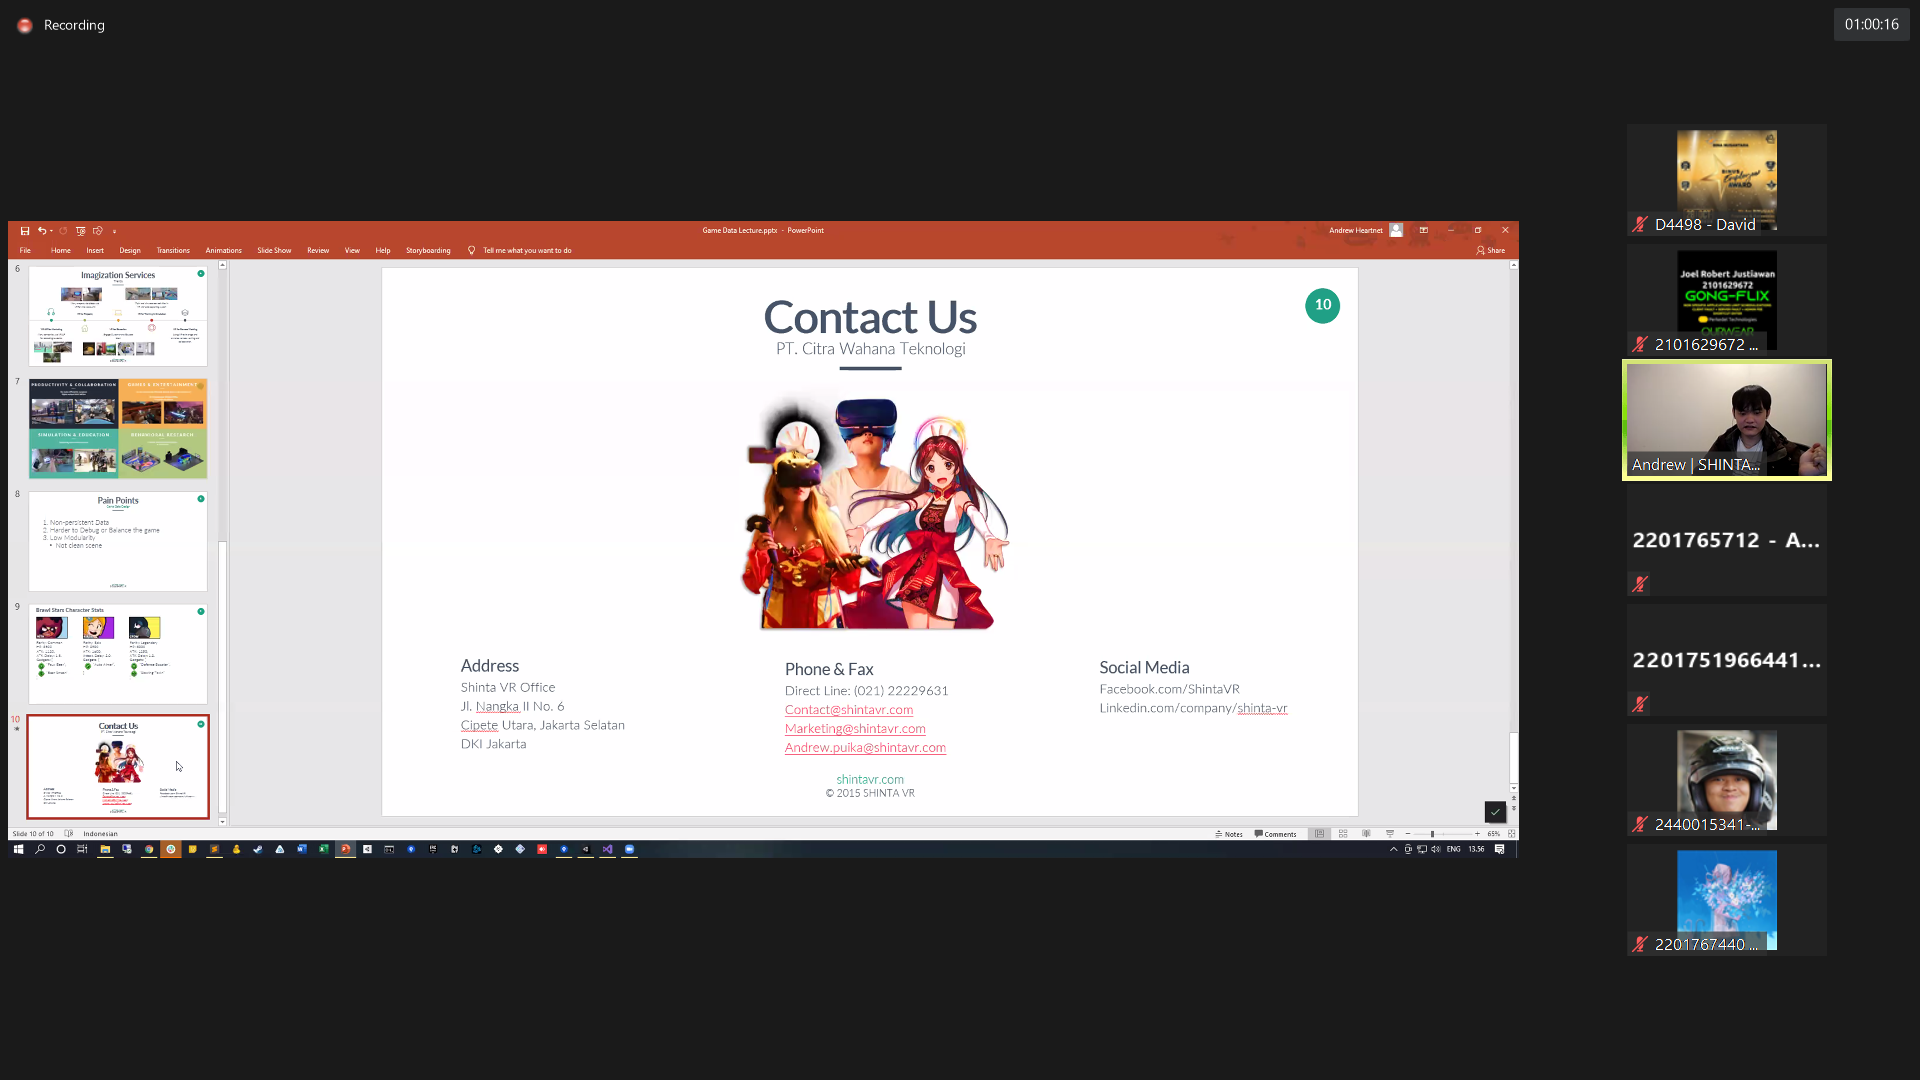 Recording
01:00:16
Game Data Lecture.pptx - PowerPoint
Andrew Heartnet
File Home Insert Design Transitions Animations Slide Show Review View Help Storyboarding Tell me what you want to do
Share
6
Imagization Services
7
PRODUCTIVITY & COLLABORATION
GAMES & ENTERTAINMENT
SIMULATION & EDUCATION
BEHAVIORAL RESEARCH
8
Pain Points
1. Non-persistent Data
2. Harder to Debug or Balance the game
3. Low Modularity
• Not clean scene
9
Brawl Stars Character Stats
10
Contact Us
10
Contact Us
PT. Citra Wahana Teknologi
Address
Shinta VR Office
Jl. Nangka II No. 6
Cipete Utara, Jakarta Selatan
DKI Jakarta
Phone & Fax
Direct Line: (021) 22229631
Contact@shintavr.com
Marketing@shintavr.com
Andrew.puika@shintavr.com
Social Media
Facebook.com/ShintaVR
Linkedin.com/company/shinta-vr
shintavr.com
© 2015 SHINTA VR
Slide 10 of 10 Indonesian
Notes Comments 65%
ENG 13.56
D4498 - David
Joel Robert Justiawan
2101629672
GONG-FLIX
2101629672 ...
Andrew | SHINTA...
2201765712 - A...
2201751966441...
2440015341-...
2201767440 ...